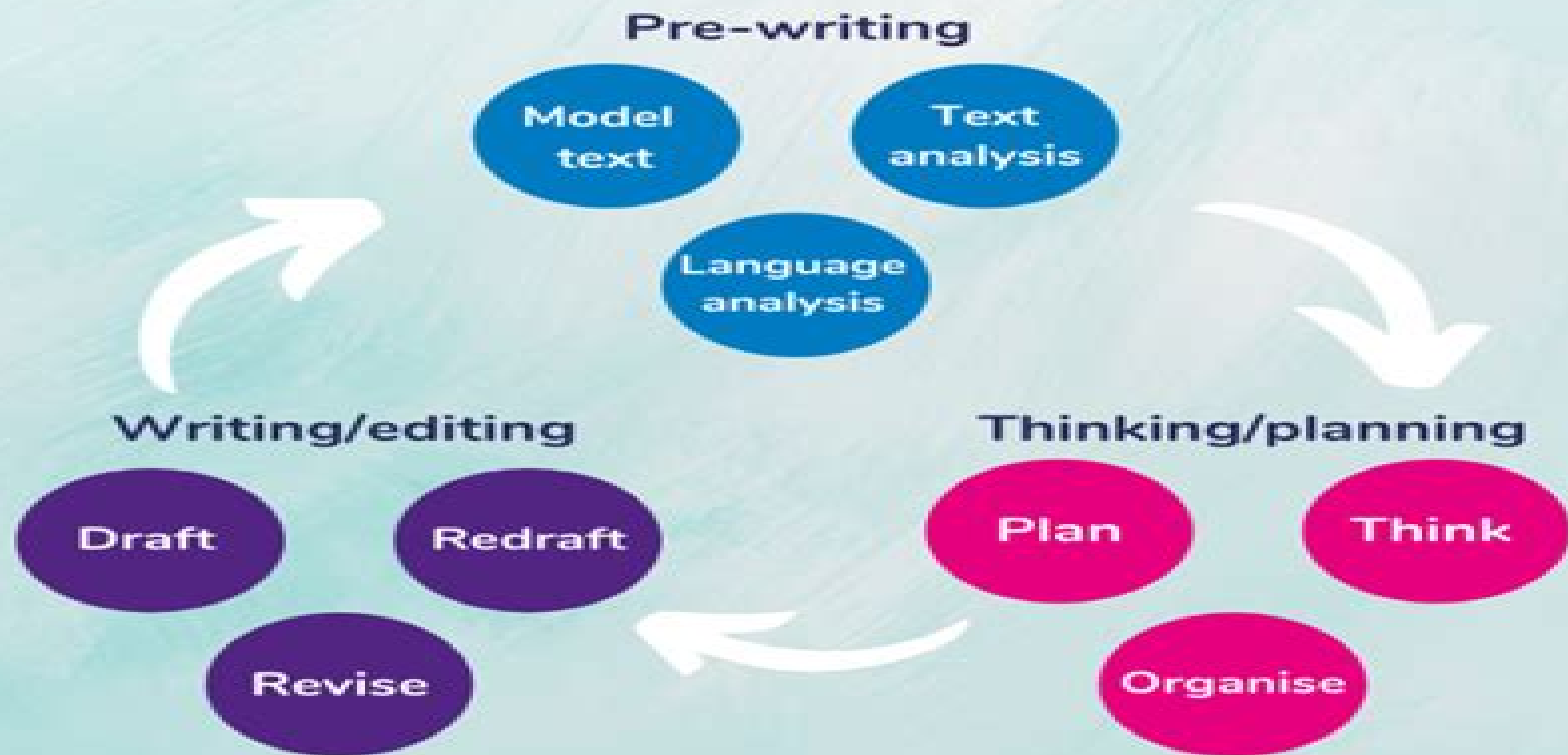 Pre-writing
Model
text
Text
analysis
Language
analysis
Writing/editing
Draft
Redraft
Revise
Thinking/planning
Plan
Think
Organise